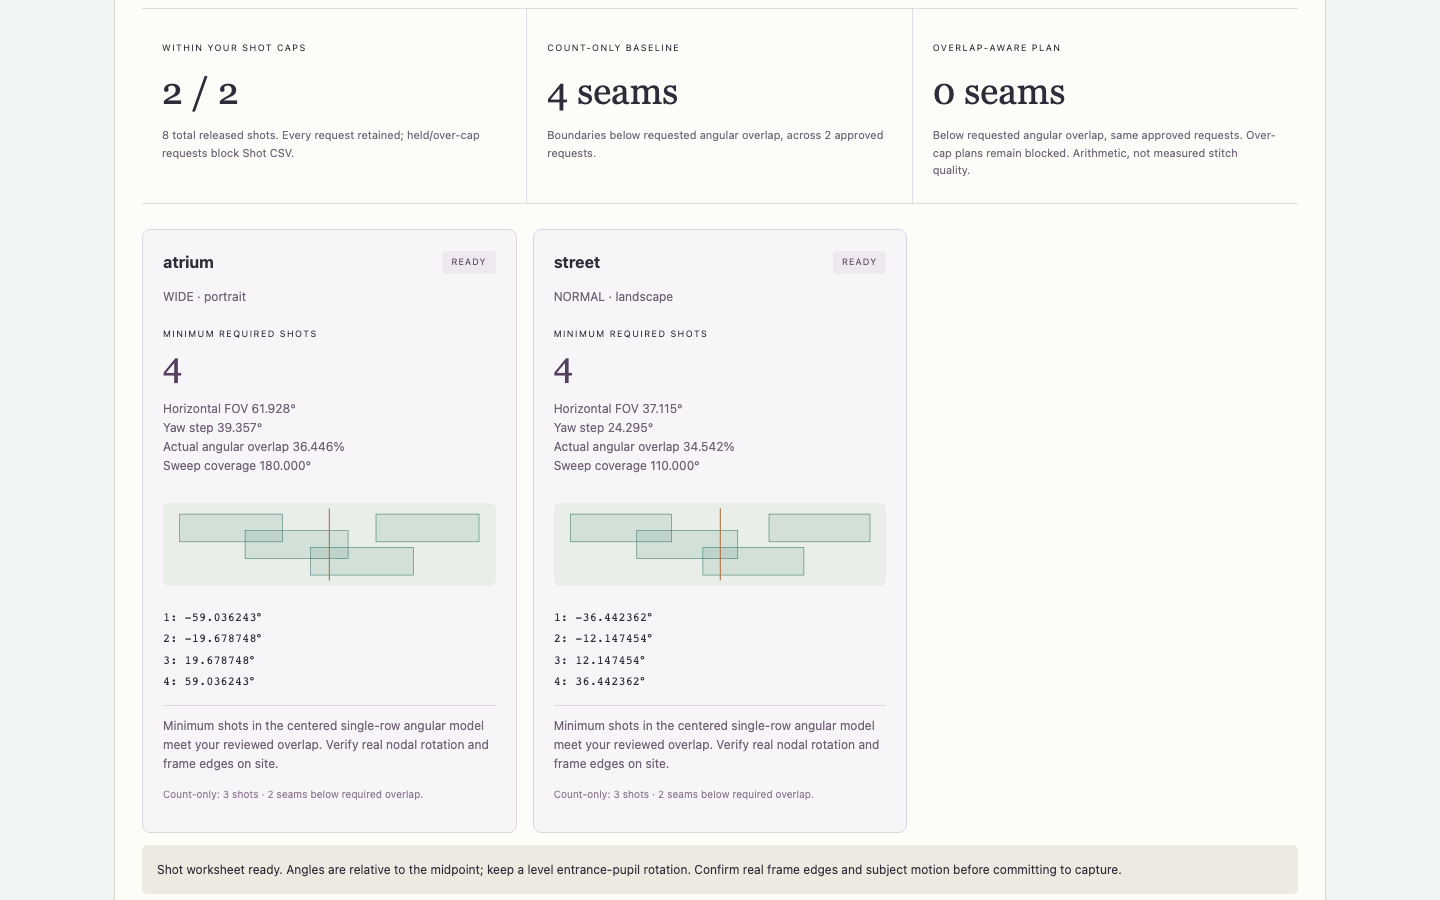 WITHIN YOUR SHOT CAPS
2 / 2
8 total released shots. Every request retained; held/over-cap
requests block Shot CSV.
COUNT-ONLY BASELINE
4 seams
Boundaries below requested angular overlap, across 2 approved
requests.
OVERLAP-AWARE PLAN
0 seams
Below requested angular overlap, same approved requests. Over-
cap plans remain blocked. Arithmetic, not measured stitch
quality.
atrium
READY
WIDE · portrait
MINIMUM REQUIRED SHOTS
4
Horizontal FOV 61.928°
Yaw step 39.357°
Actual angular overlap 36.446%
Sweep coverage 180.000°
1: −59.036243°
2: −19.678748°
3: 19.678748°
4: 59.036243°
Minimum shots in the centered single-row angular model
meet your reviewed overlap. Verify real nodal rotation and
frame edges on site.
Count-only: 3 shots · 2 seams below required overlap.
street
READY
NORMAL · landscape
MINIMUM REQUIRED SHOTS
4
Horizontal FOV 37.115°
Yaw step 24.295°
Actual angular overlap 34.542%
Sweep coverage 110.000°
1: −36.442362°
2: −12.147454°
3: 12.147454°
4: 36.442362°
Minimum shots in the centered single-row angular model
meet your reviewed overlap. Verify real nodal rotation and
frame edges on site.
Count-only: 3 shots · 2 seams below required overlap.
Shot worksheet ready. Angles are relative to the midpoint; keep a level entrance-pupil rotation. Confirm real frame edges and subject motion before committing to capture.